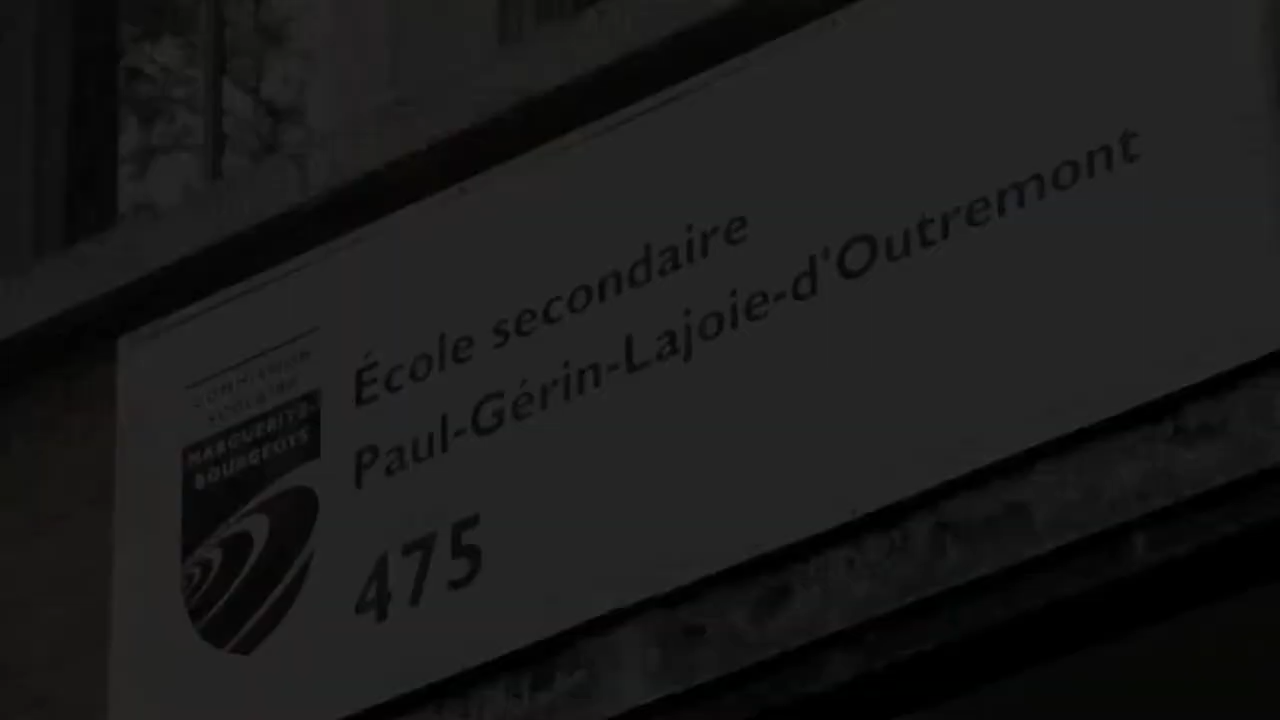 École secondaire
Paul-Gérin-Lajoie-d'Outremont
475
COMMISSION
SCOLAIRE
MARGUERITE-
BOURGEOYS